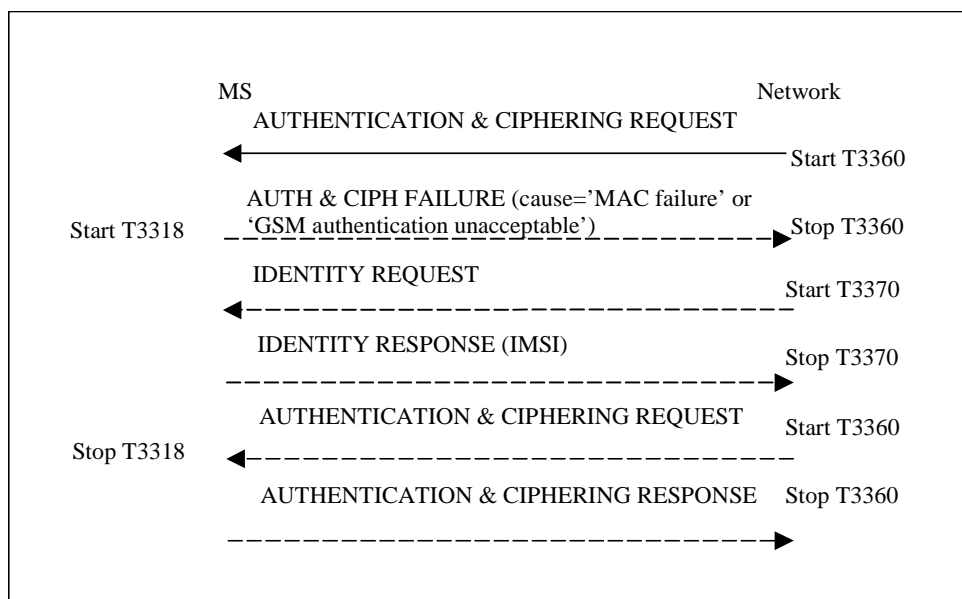 MS Network
AUTHENTICATION & CIPHERING REQUEST
Start T3360
AUTH & CIPH FAILURE (cause=’MAC failure’ or
‘GSM authentication unacceptable’)
Start T3318
Stop T3360
IDENTITY REQUEST
Start T3370
IDENTITY RESPONSE (IMSI)
Stop T3370
AUTHENTICATION & CIPHERING REQUEST
Start T3360
Stop T3318
AUTHENTICATION & CIPHERING RESPONSE
Stop T3360